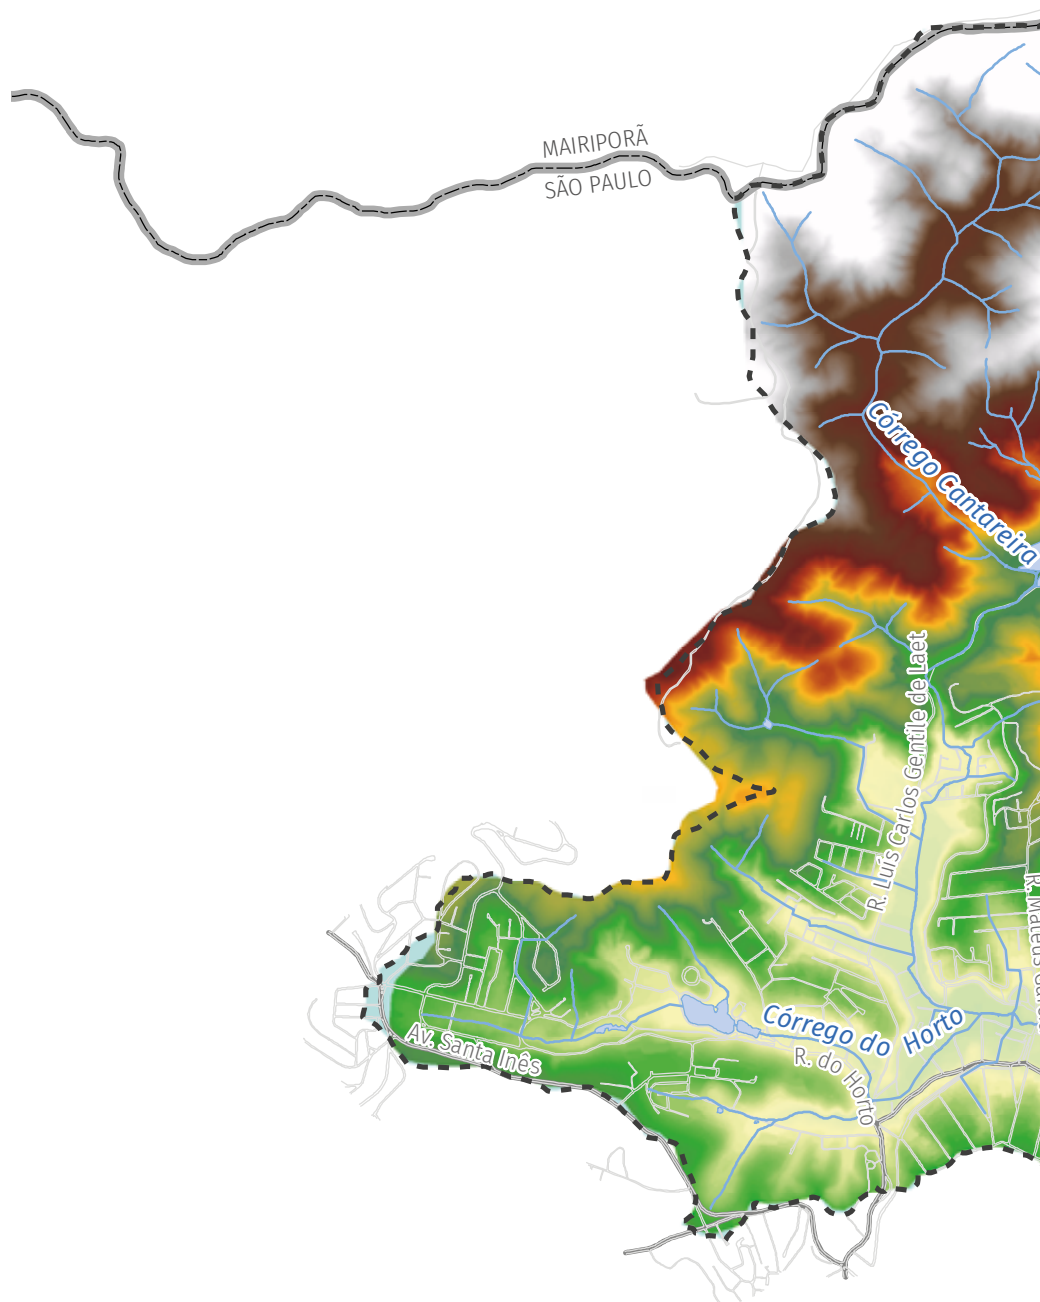 MAIRIPORÃ
SÃO PAULO
Córrego Cantareira
R. Luís Carlos Gentile de Laet
R. Mateus
Córrego do Horto
Av. Santa Inês
R. do Horto